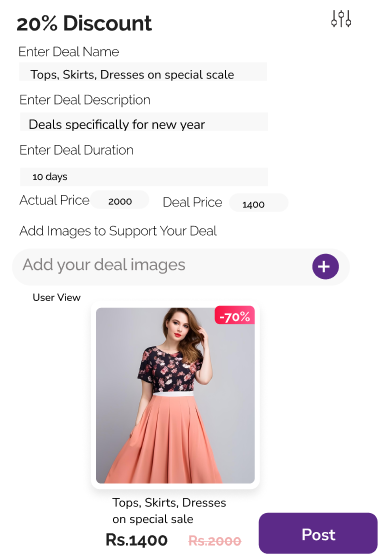 20% Discount
Enter Deal Name
Tops, Skirts, Dresses on special scale
Enter Deal Description
Deals specifically for new year
Enter Deal Duration
10 days
Actual Price 2000 Deal Price 1400
Add Images to Support Your Deal
Add your deal images
User View
-70%
Tops, Skirts, Dresses
on special sale
Rs.1400 Rs.2000
Post